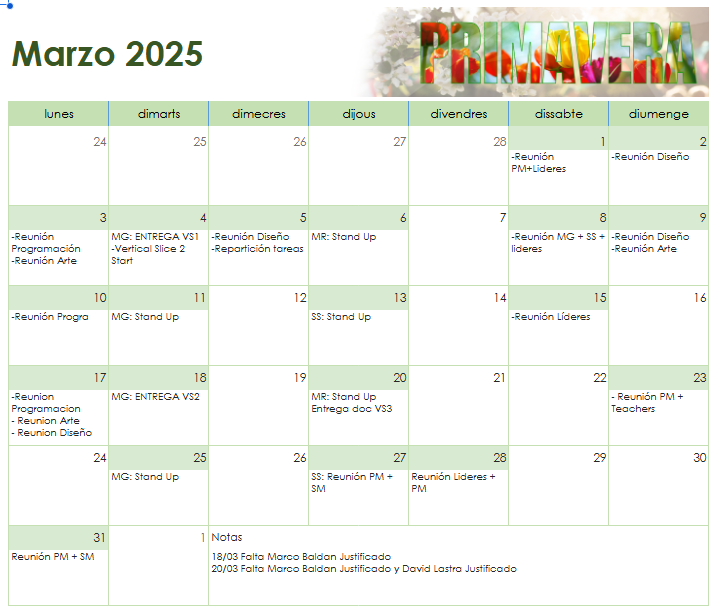 Marzo 2025
PRIMAVERA
lunes dimarts dimecres dijous divendres dissabte diumenge
24 25 26 27 28 1 2
-Reunión
PM+Lideres
-Reunión Diseño
3 4 5 6 7 8 9
-Reunión
Programación
-Reunión Arte
MG: ENTREGA VS1
-Vertical Slice 2
Start
-Reunión Diseño
-Repartición tareas
MR: Stand Up
-Reunión MG + SS +
lideres
-Reunión Diseño
-Reunión Arte
10 11 12 13 14 15 16
-Reunión Progra
MG: Stand Up
SS: Stand Up
-Reunión Líderes
17 18 19 20 21 22 23
-Reunion
Programacion
- Reunion Arte
- Reunion Diseño
MG: ENTREGA VS2
MR: Stand Up
Entrega doc VS3
- Reunión PM +
Teachers
24 25 26 27 28 29 30
MG: Stand Up
SS: Reunión PM +
SM
Reunión Lideres +
PM
31 1 Notas
Reunión PM + SM
18/03 Falta Marco Baldan Justificado
20/03 Falta Marco Baldan Justificado y David Lastra Justificado